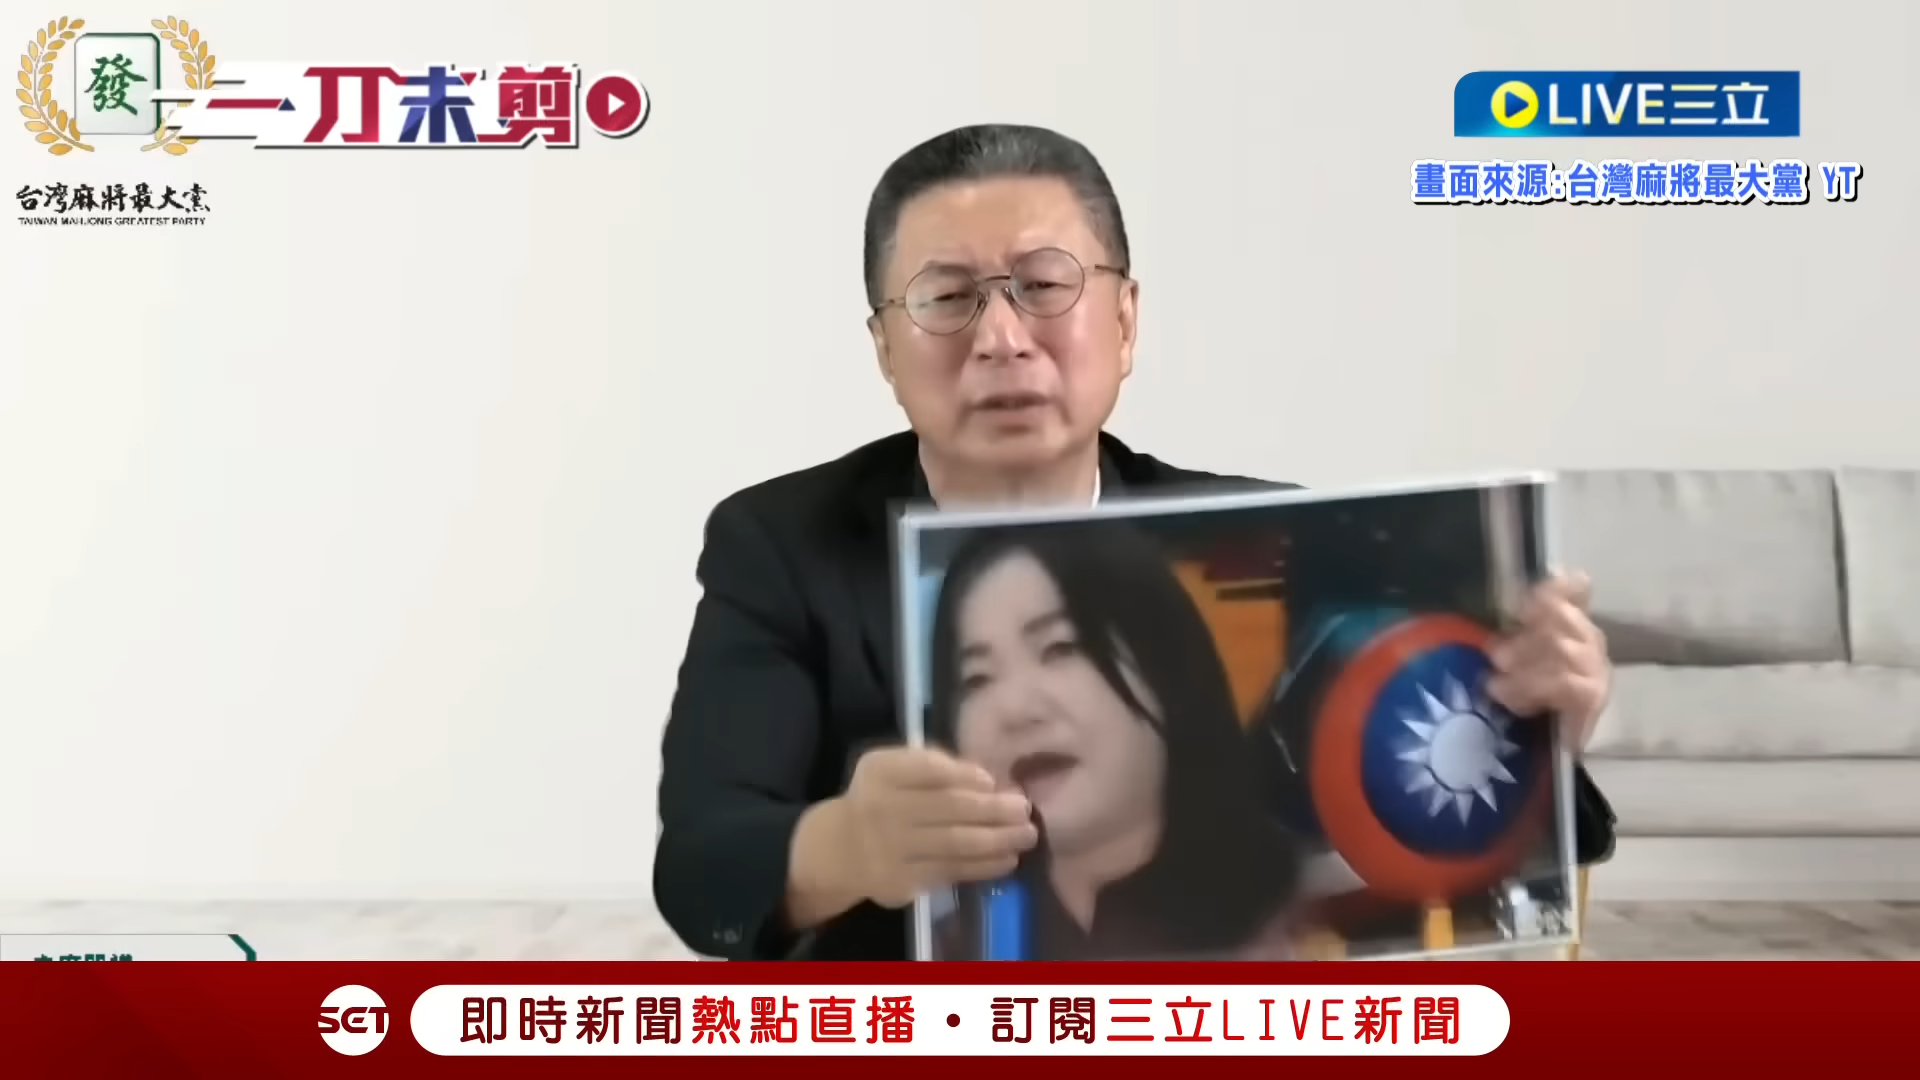 發
一刀未剪
台灣麻將最大黨
TAIWAN MAHJONG GREATEST PARTY
LIVE三立
畫面來源:台灣麻將最大黨 YT
SET 即時新聞熱點直播・訂閱三立LIVE新聞